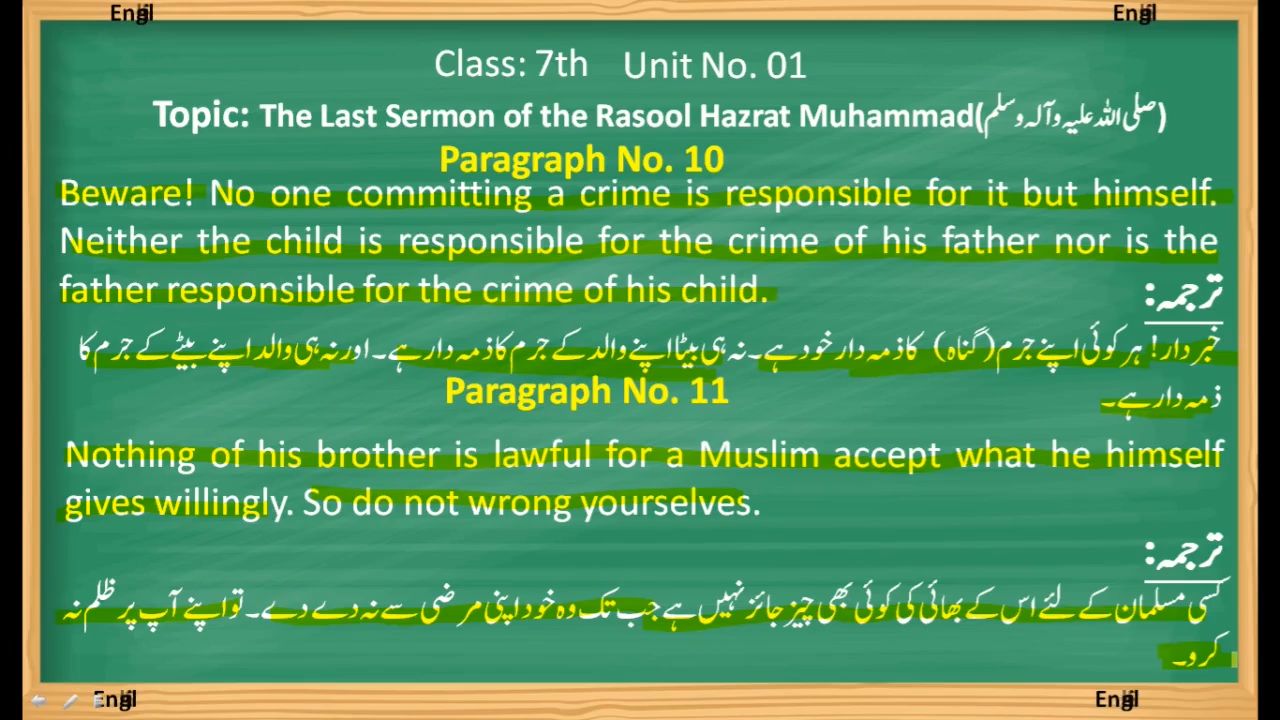 Class: 7th Unit No. 01
Topic: The Last Sermon of the Rasool Hazrat Muhammad(صلی اللہ علیہ وآلہ وسلم)
Paragraph No. 10
Beware! No one committing a crime is responsible for it but himself.
Neither the child is responsible for the crime of his father nor is the
father responsible for the crime of his child.
ترجمہ:
خبر دار! ہر کوئی اپنے جرم (گناہ) کا ذمہ دار خود ہے۔ نہ ہی بیٹا اپنے والد کے جرم کا ذمہ دار ہے۔ اور نہ ہی والد اپنے بیٹے کے جرم کا
ذمہ دار ہے۔
Paragraph No. 11
Nothing of his brother is lawful for a Muslim accept what he himself
gives willingly. So do not wrong yourselves.
ترجمہ:
کسی مسلمان کے لئے اس کے بھائی کی کوئی بھی چیز جائز نہیں ہے جب تک وہ خود اپنی مرضی سے نہ دے دے۔ تو اپنے آپ پر ظلم نہ
کرو۔